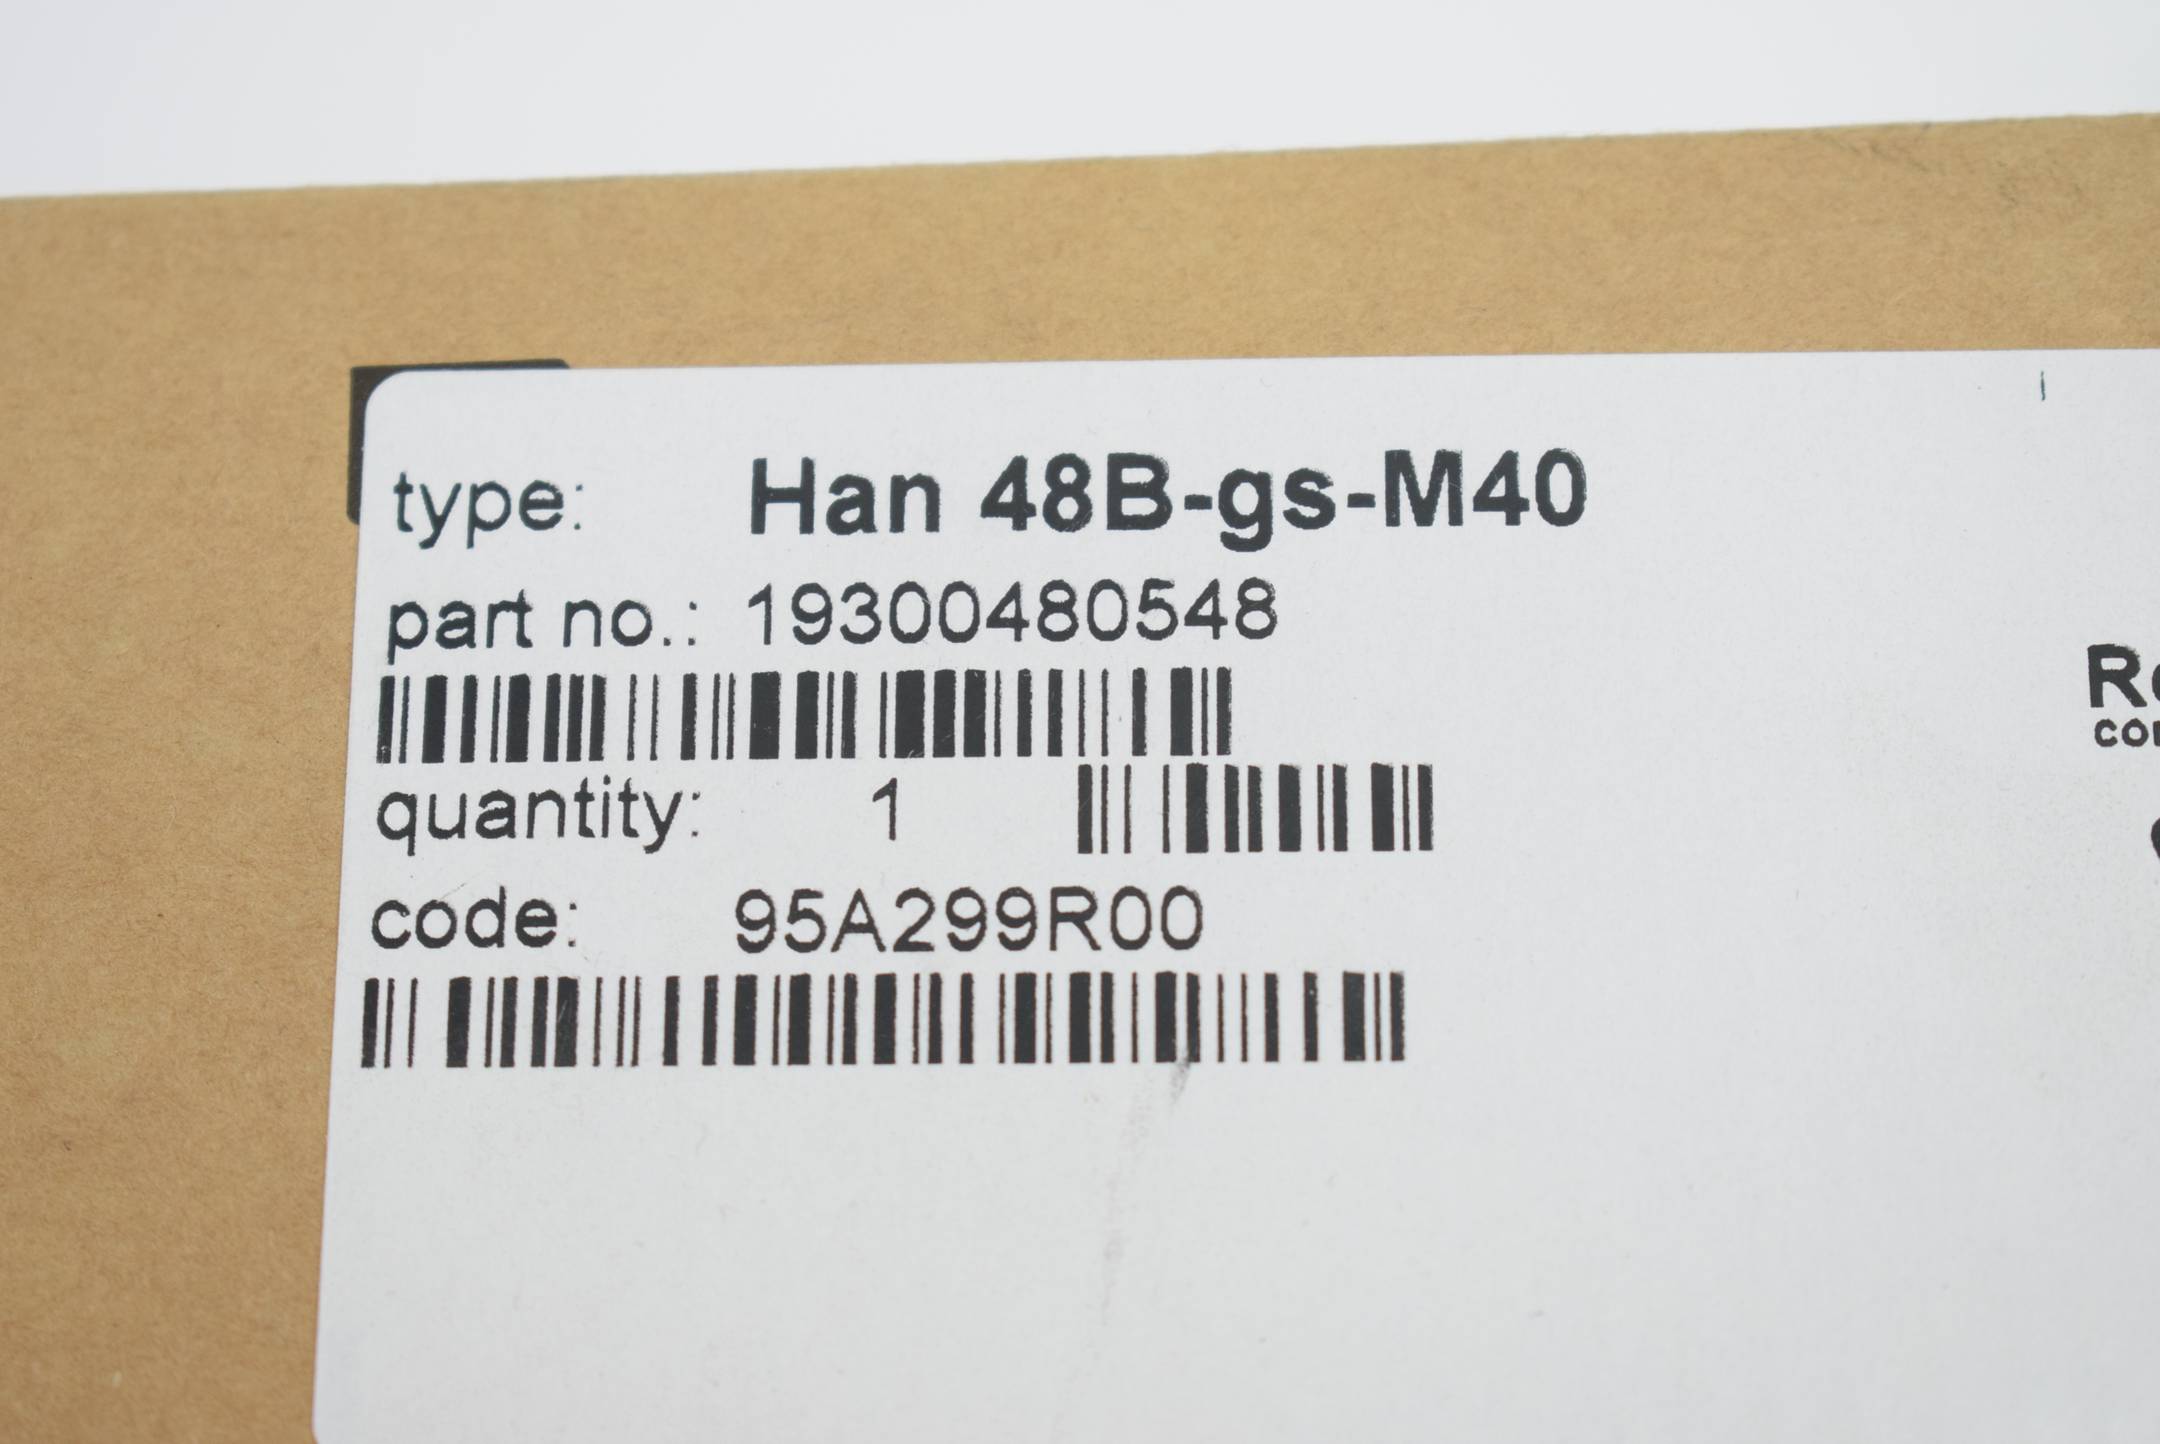 type: Han 48B-gs-M40
part no.: 19300480548
quantity: 1
code: 95A299R00